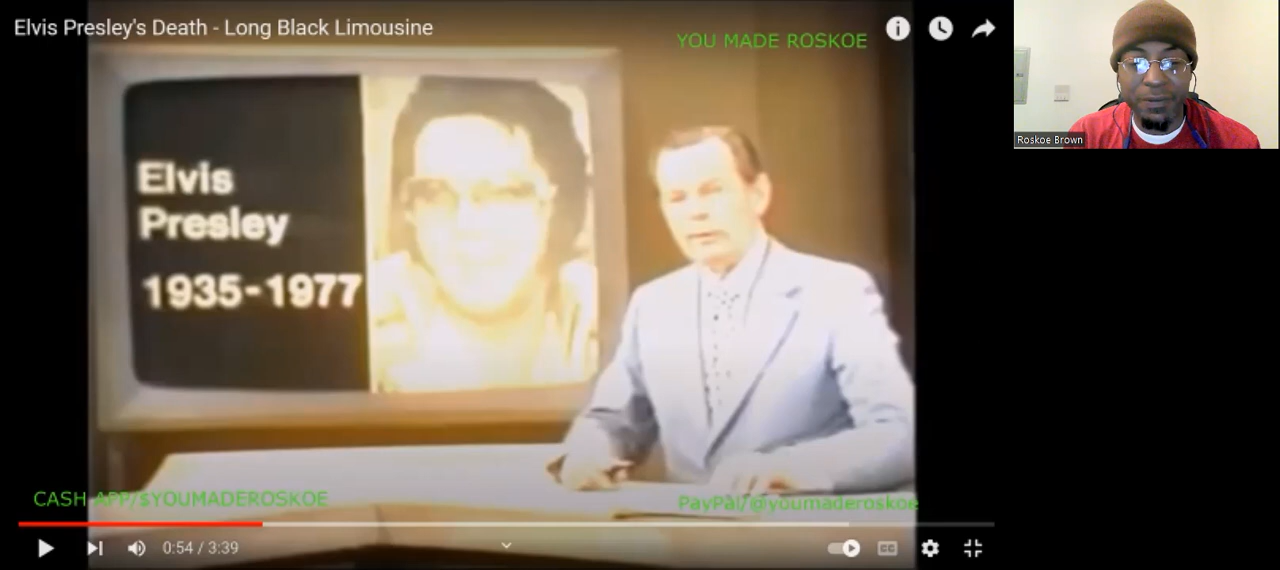 Elvis Presley's Death - Long Black Limousine
YOU MADE ROSKOE
Roskoe Brown
Elvis
Presley
1935-1977
CASH APP/$YOUMADEROSKOE
PayPal/@youmaderoskoe
0:54 / 3:39
CC